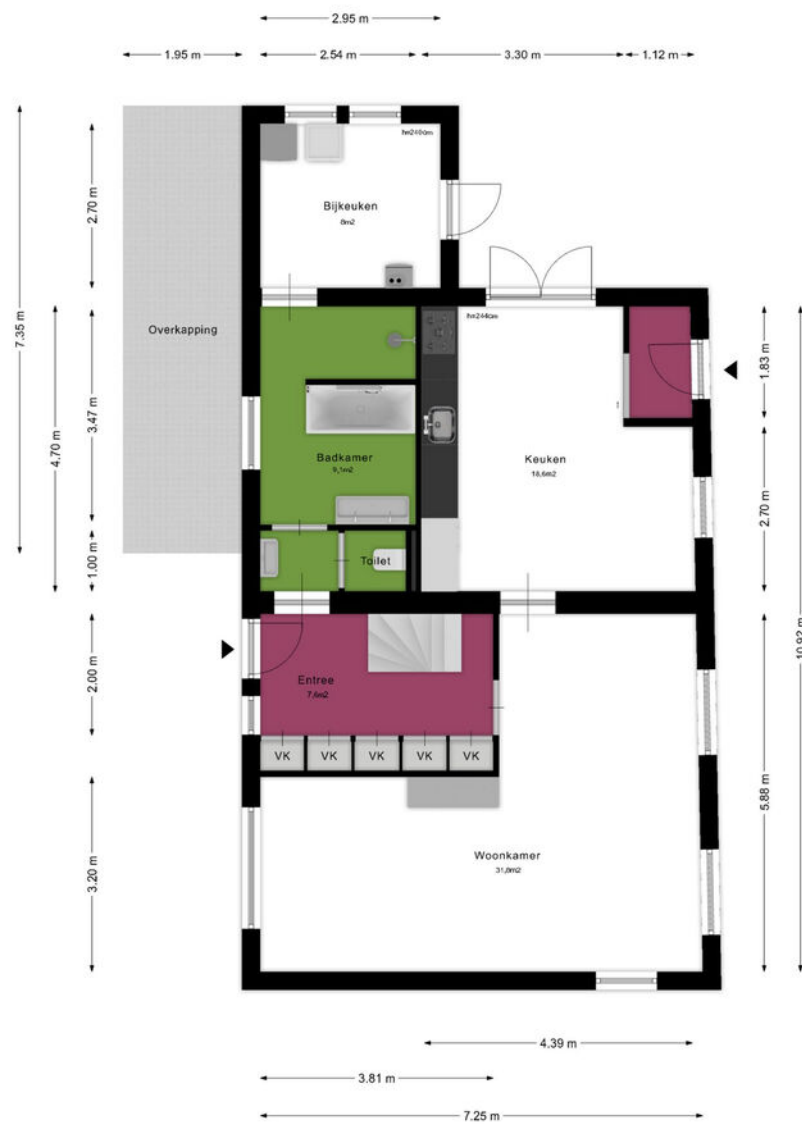 2.95 m
1.95 m
2.54 m
3.30 m
1.12 m
h=240cm
Bijkeuken
8m2
2.70 m
7.35 m
Overkapping
h=244cm
1.83 m
3.47 m
4.70 m
Badkamer
9,1m2
Keuken
18,6m2
2.70 m
1.00 m
Toilet
10.92 m
2.00 m
Entree
7,6m2
VK
VK
VK
VK
VK
5.88 m
3.20 m
Woonkamer
31,8m2
4.39 m
3.81 m
7.25 m